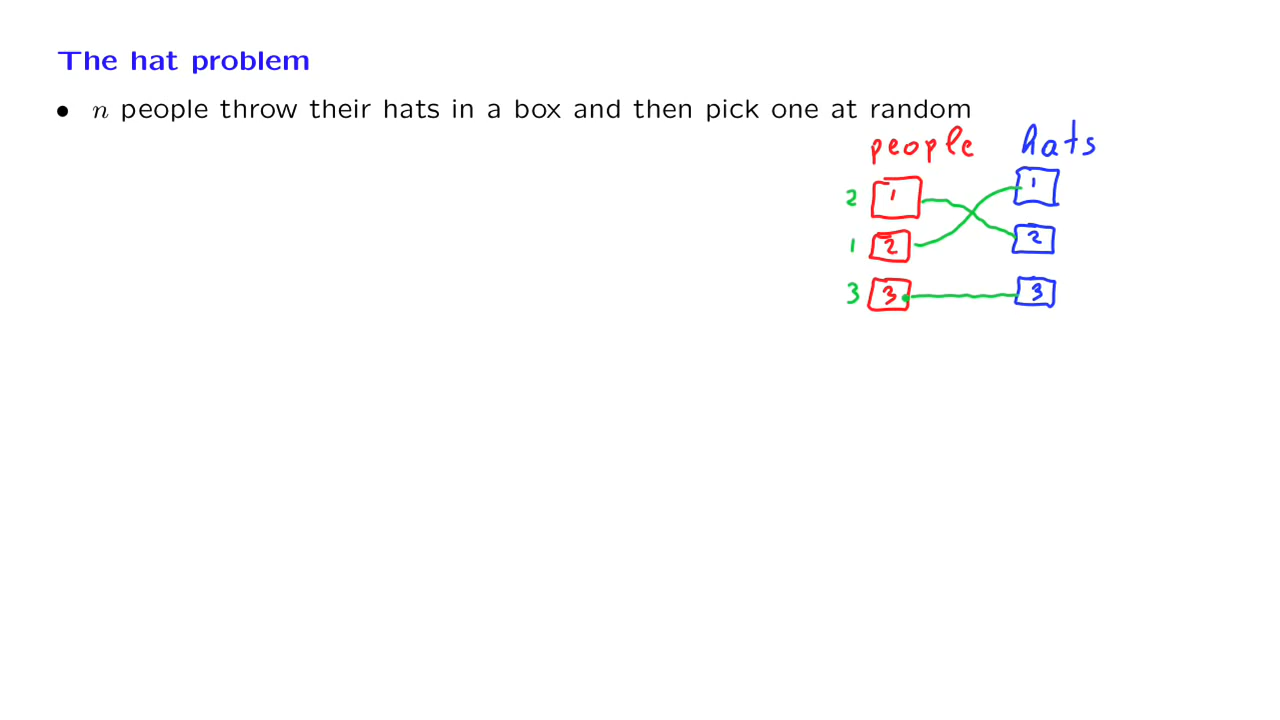 The hat problem
• n people throw their hats in a box and then pick one at random
people hats
2 1 1
1 2 2
3 3 3